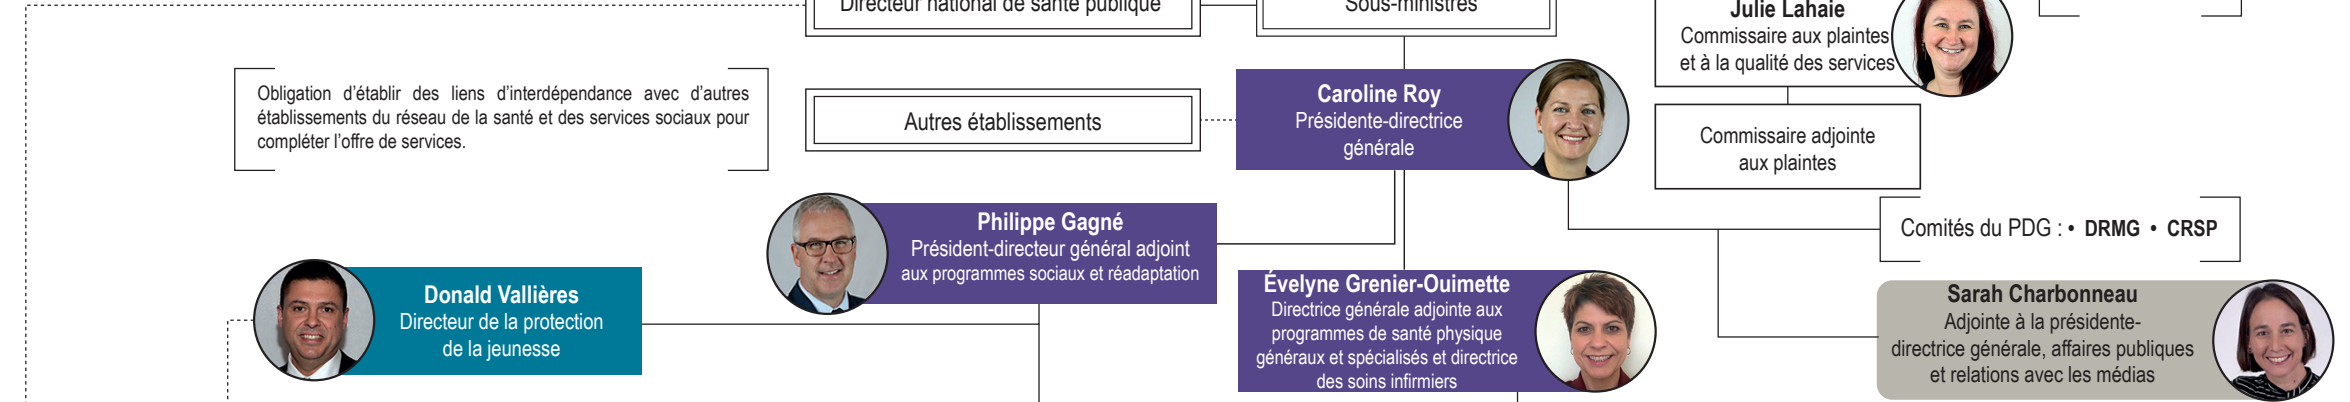 Directeur national de santé publique
Sous-ministres
Julie Lahaie
Commissaire aux plaintes
et à la qualité des services
Obligation d'établir des liens d'interdépendance avec d'autres
établissements du réseau de la santé et des services sociaux pour
compléter l'offre de services.
Autres établissements
Caroline Roy
Présidente-directrice
générale
Commissaire adjointe
aux plaintes
Philippe Gagné
Président-directeur général adjoint
aux programmes sociaux et réadaptation
Comités du PDG : • DRMG • CRSP
Donald Vallières
Directeur de la protection
de la jeunesse
Évelyne Grenier-Ouimette
Directrice générale adjointe aux
programmes de santé physique
généraux et spécialisés et directrice
des soins infirmiers
Sarah Charbonneau
Adjointe à la présidente-
directrice générale, affaires publiques
et relations avec les médias